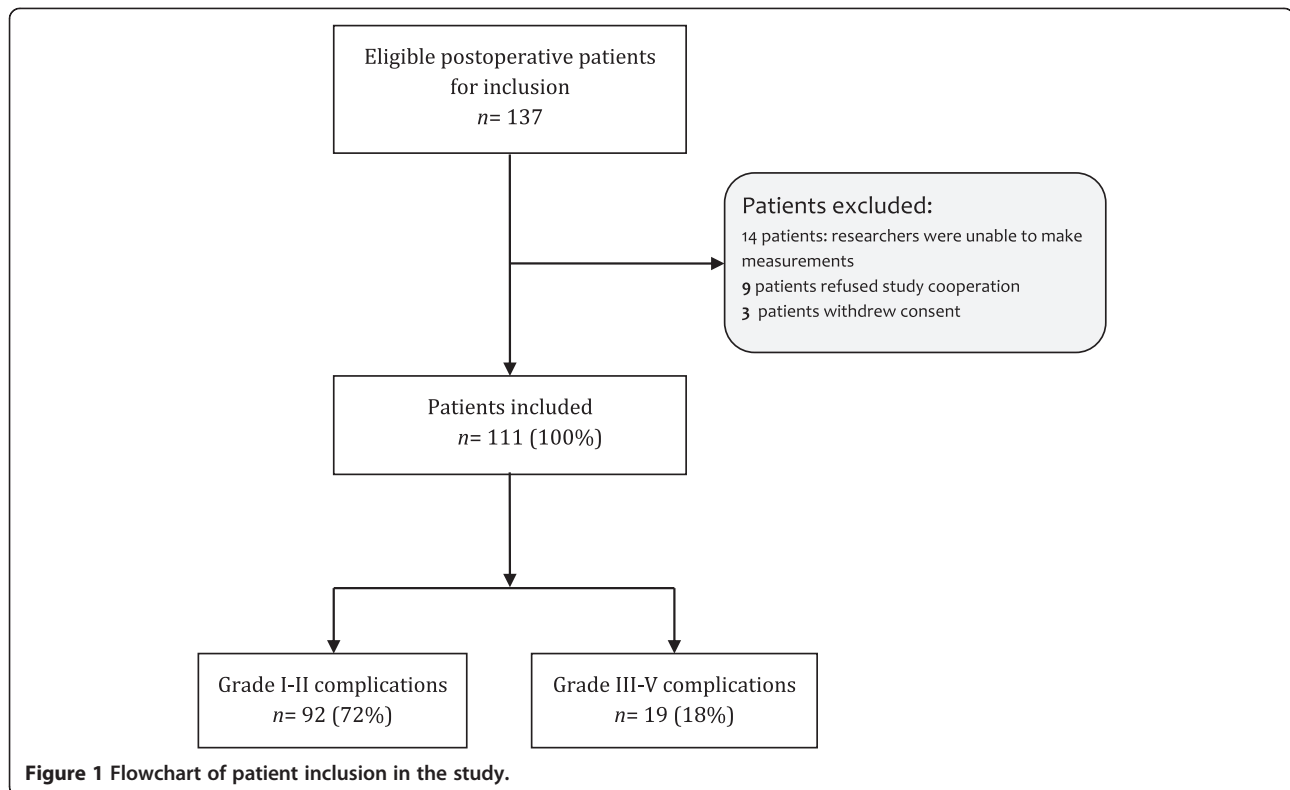 Eligible postoperative patients
for inclusion
n= 137
Patients excluded:
14 patients: researchers were unable to make
measurements
9 patients refused study cooperation
3 patients withdrew consent
Patients included
n= 111 (100%)
Grade I-II complications
n= 92 (72%)
Grade III-V complications
n= 19 (18%)
Figure 1 Flowchart of patient inclusion in the study.